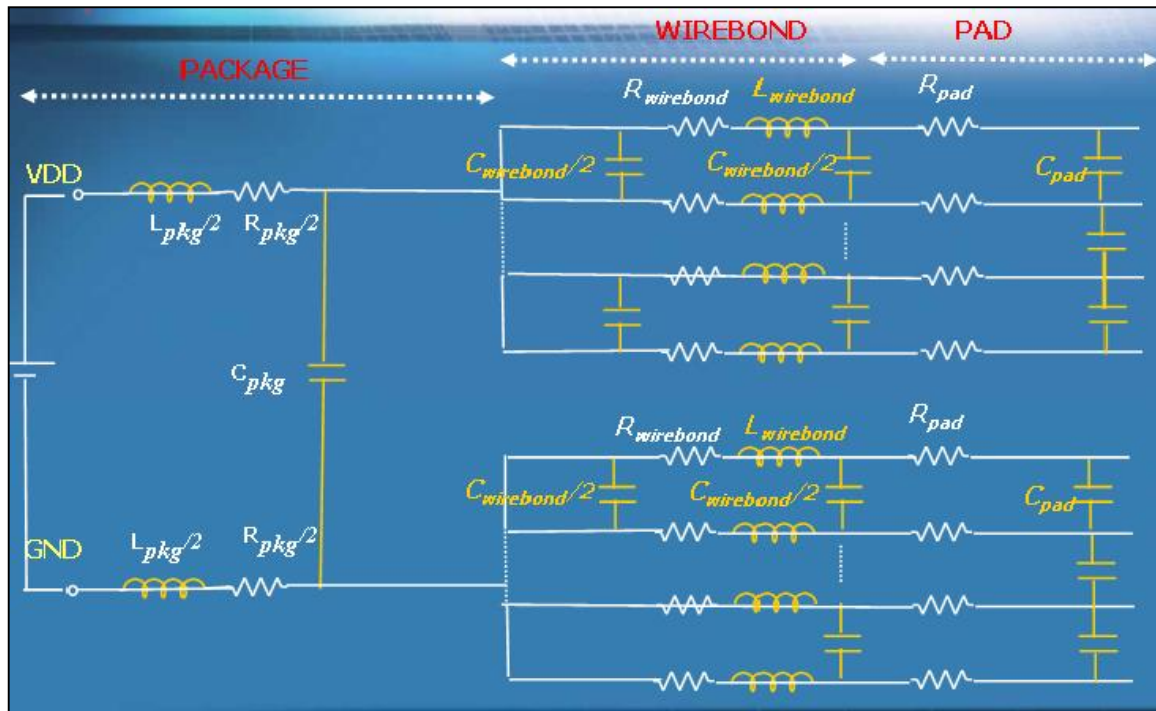 WIREBOND
PAD
PACKAGE
Rwirebond
Lwirebond
Rpad
Cwirebond/2
Cwirebond/2
Cpad
VDD
Lpkg/2
Rpkg/2
Cpkg
Rwirebond
Lwirebond
Rpad
Cwirebond/2
Cwirebond/2
Cpad
GND
Lpkg/2
Rpkg/2